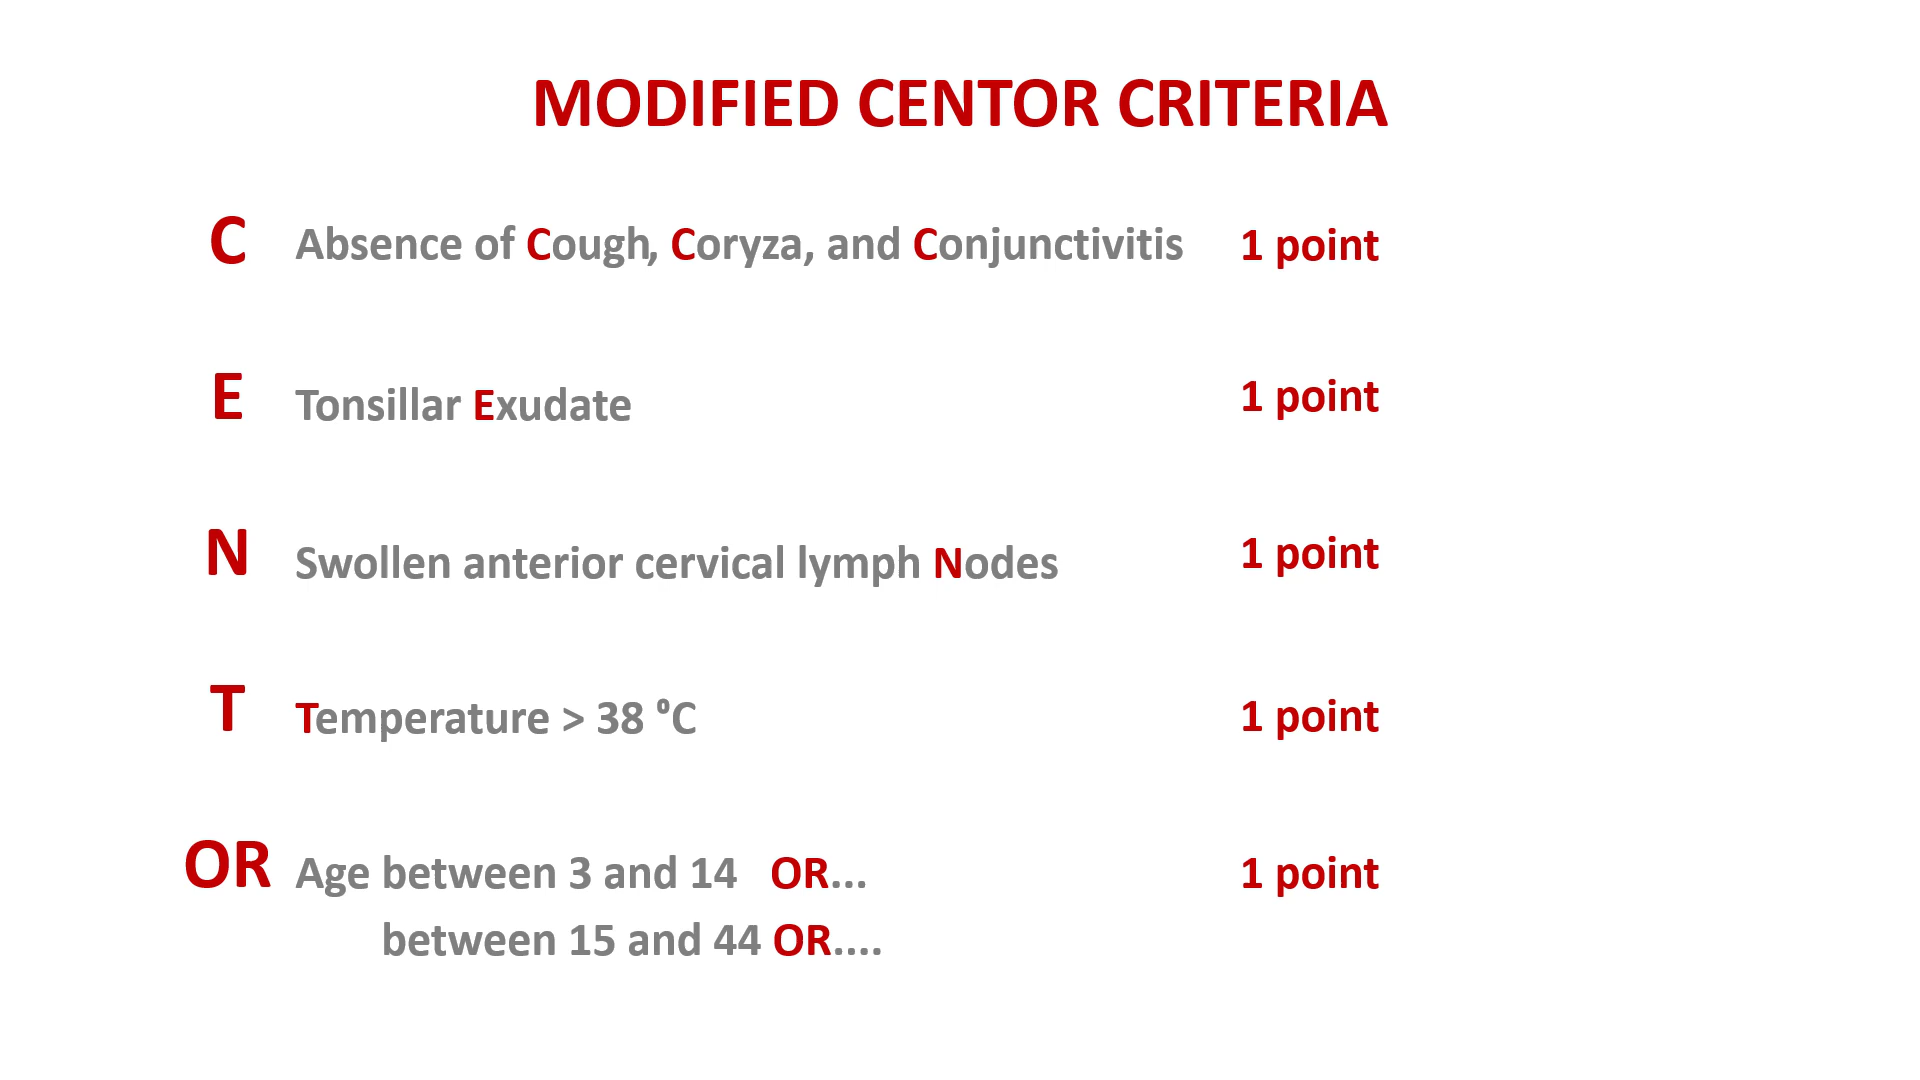 MODIFIED CENTOR CRITERIA
C Absence of Cough, Coryza, and Conjunctivitis 1 point
E Tonsillar Exudate 1 point
N Swollen anterior cervical lymph Nodes 1 point
T Temperature > 38 ⁰C 1 point
OR Age between 3 and 14 OR... 1 point
between 15 and 44 OR....